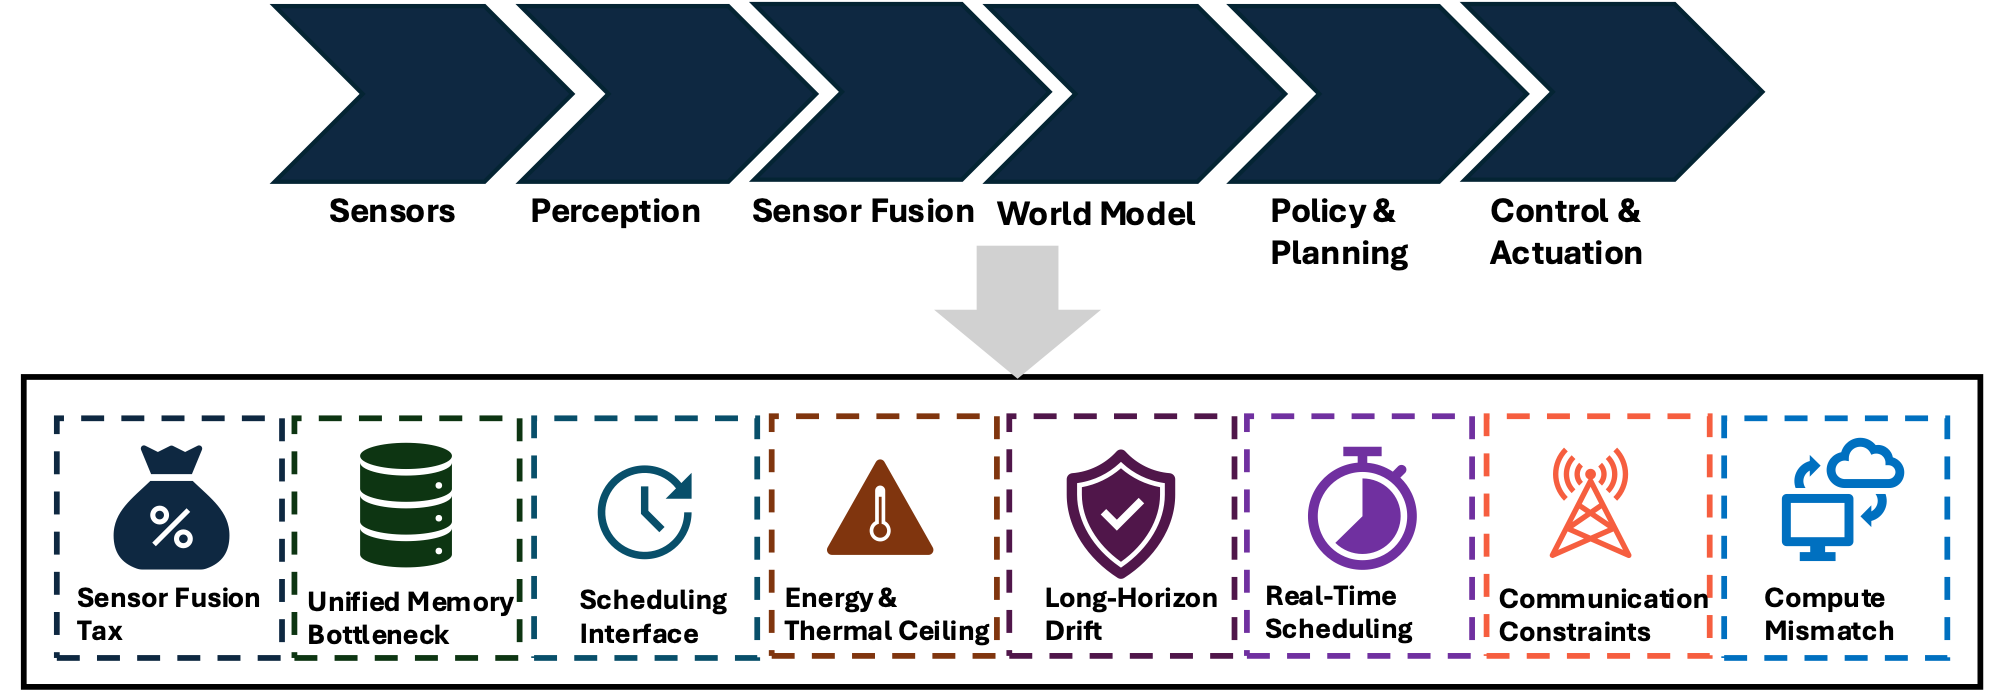 Sensors
Perception
Sensor Fusion
World Model
Policy &
Planning
Control &
Actuation
%
Sensor Fusion
Tax
Unified Memory
Bottleneck
Scheduling
Interface
Energy &
Thermal Ceiling
Long-Horizon
Drift
Real-Time
Scheduling
Communication
Constraints
Compute
Mismatch